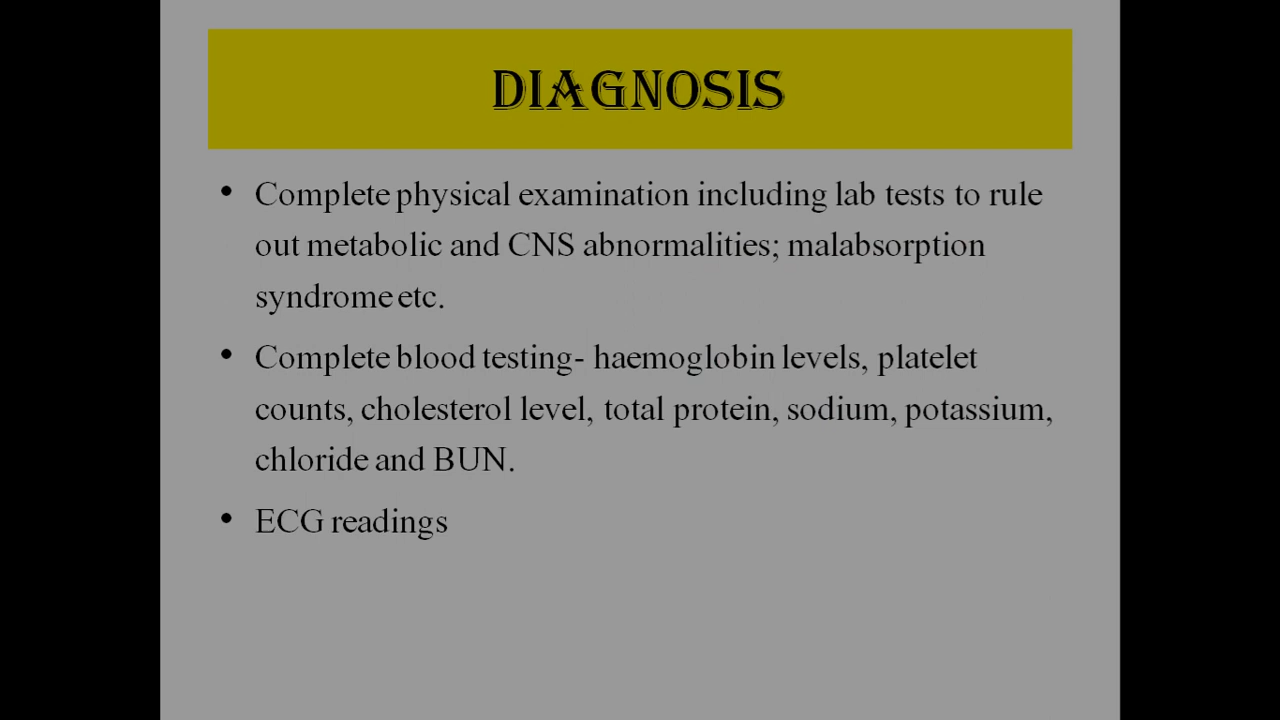 DIAGNOSIS
• Complete physical examination including lab tests to rule
out metabolic and CNS abnormalities; malabsorption
syndrome etc.
• Complete blood testing- haemoglobin levels, platelet
counts, cholesterol level, total protein, sodium, potassium,
chloride and BUN.
• ECG readings